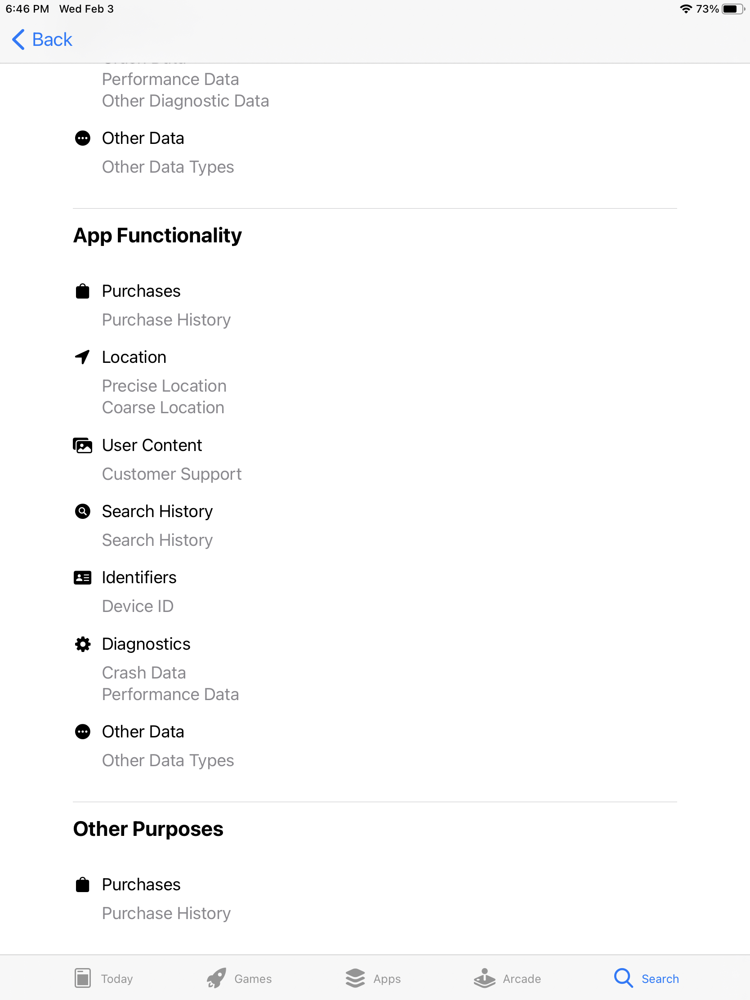 6:46 PM Wed Feb 3 73%
Back
Performance Data
Other Diagnostic Data
Other Data
Other Data Types
App Functionality
Purchases
Purchase History
Location
Precise Location
Coarse Location
User Content
Customer Support
Search History
Search History
Identifiers
Device ID
Diagnostics
Crash Data
Performance Data
Other Data
Other Data Types
Other Purposes
Purchases
Purchase History
Today Games Apps Arcade Search